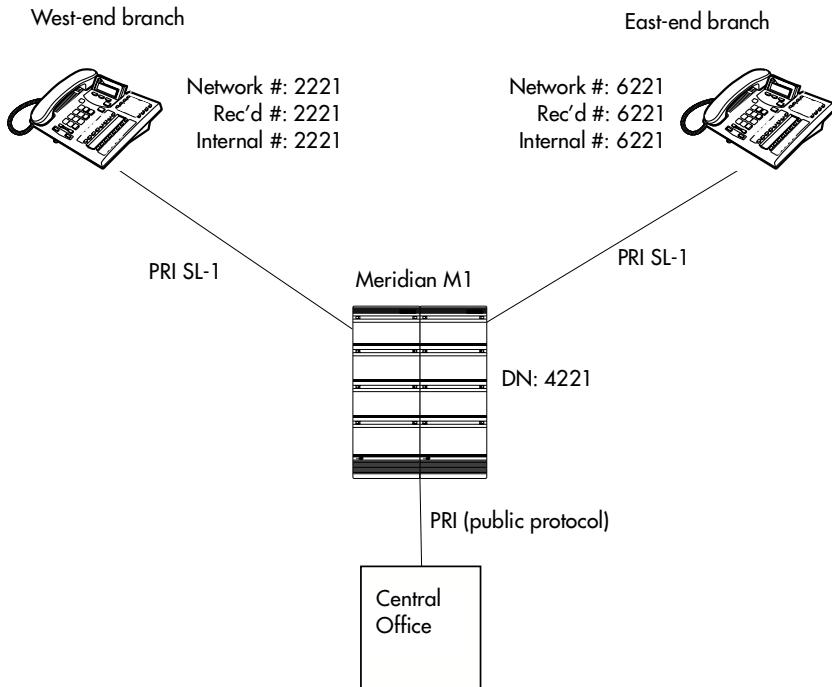 West-end branch
East-end branch
Network #: 2221
Rec’d #: 2221
Internal #: 2221
Network #: 6221
Rec’d #: 6221
Internal #: 6221
PRI SL-1
PRI SL-1
Meridian M1
DN: 4221
PRI (public protocol)
Central
Office